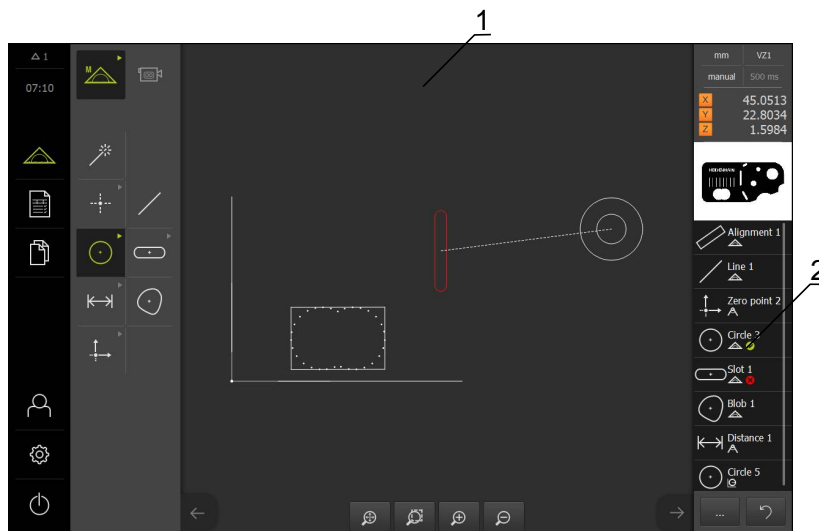 1
△ 1
07:10
M
mm VZ1
manual 500 ms
X 45.0513
Y 22.8034
Z 1.5984
HEIDENHAIN
Alignment 1
Line 1
2
Zero point 2
Circle 3
Slot 1
Blob 1
Distance 1
Circle 5
...